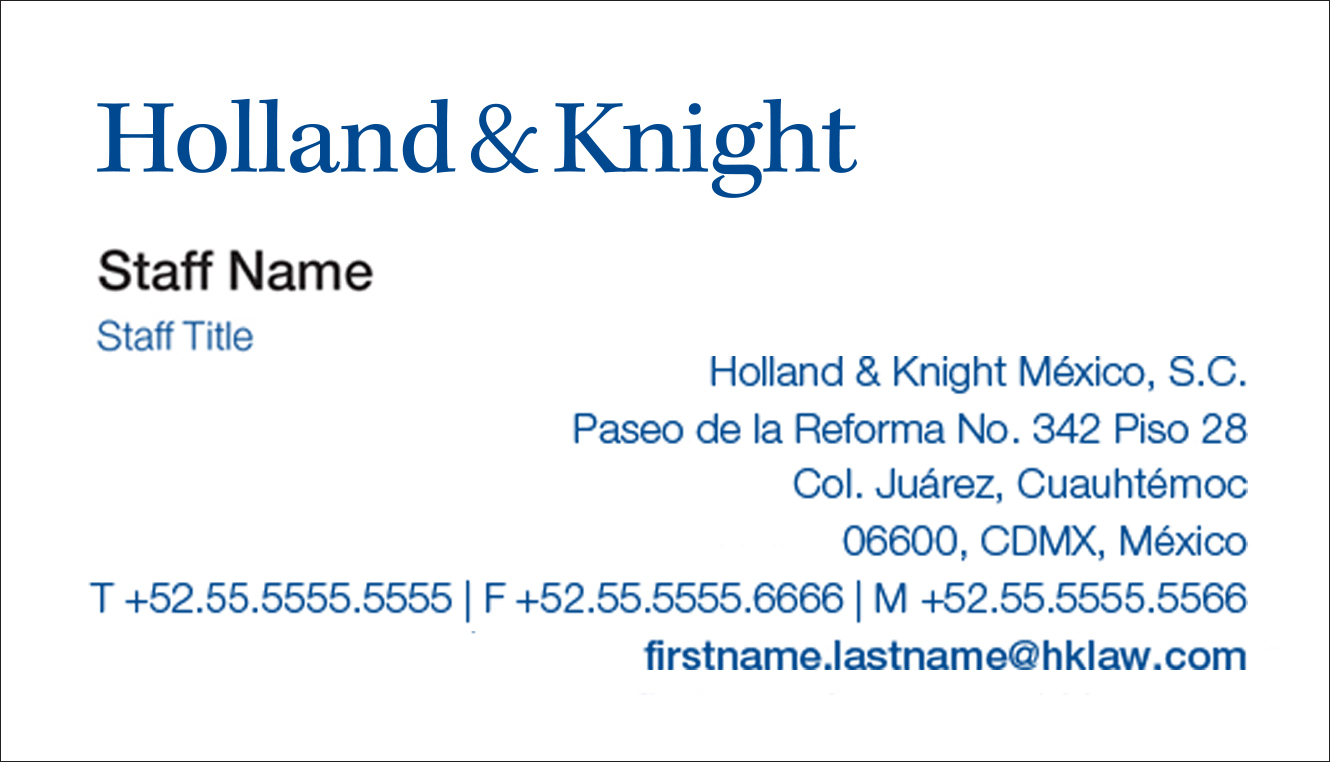 Holland & Knight
Staff Name
Staff Title
Holland & Knight México, S.C.
Paseo de la Reforma No. 342 Piso 28
Col. Juárez, Cuauhtémoc
06600, CDMX, México
T +52.55.5555.5555 | F +52.55.5555.6666 | M +52.55.5555.5566
firstname.lastname@hklaw.com